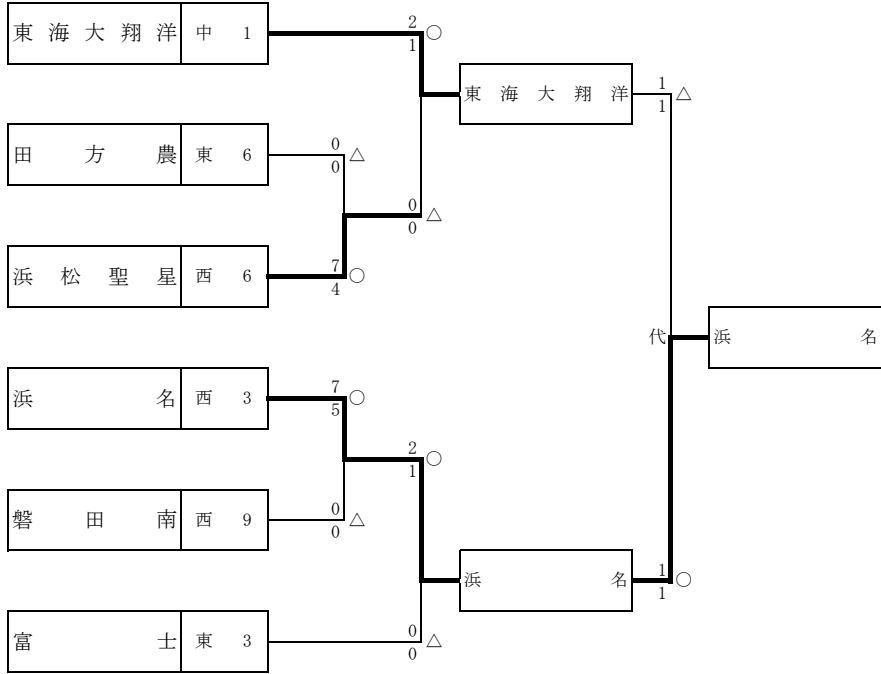 東海大翔洋 中 1
2 ○
1
東海大翔洋
1 △
1
田方農 東 6
0 △
0
0 △
0
浜松聖星 西 6
7 ○
4
代 浜名
浜名 西 3
7 ○
5
2 ○
1
磐田南 西 9
0 △
0
浜名
1 ○
1
富士 東 3
0 △
0